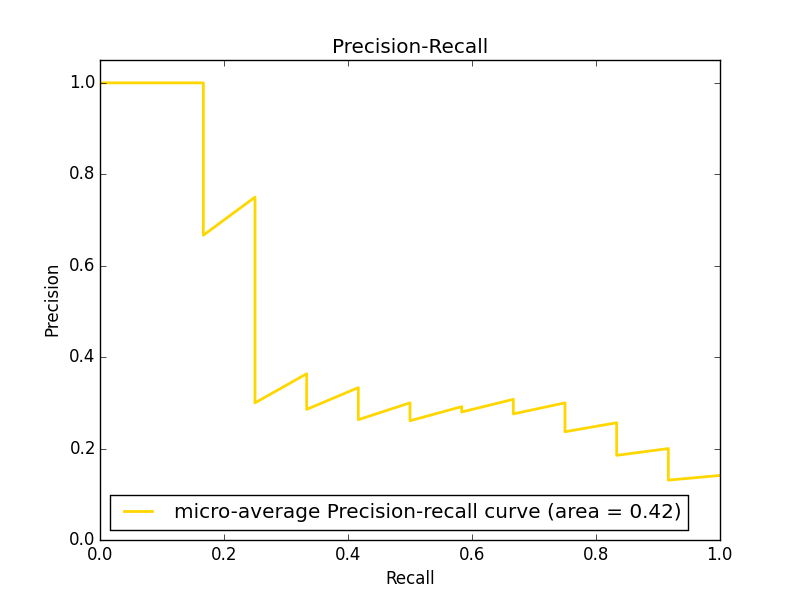 Precision-Recall
1.0
0.8
0.6
0.4
0.2
0.0
Precision
micro-average Precision-recall curve (area = 0.42)
0.0 0.2 0.4 0.6 0.8 1.0
Recall